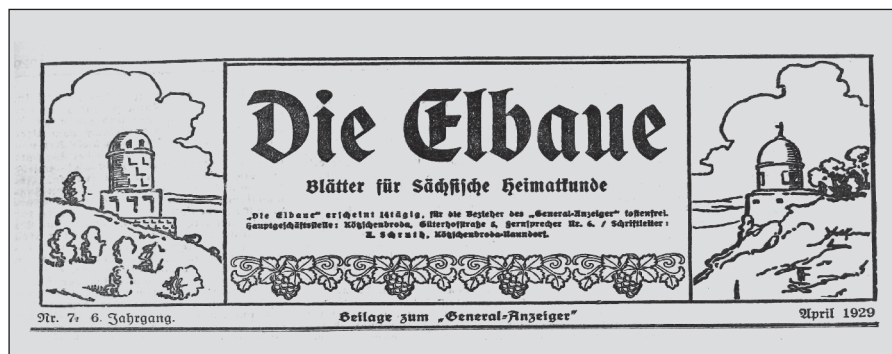 Die Elbaue
Blätter für Sächsische Heimatkunde
„Die Elbaue“ erscheint 14tägig, für die Bezieher des „General-Anzeiger“ kostenfrei.
Hauptgeschäftsstelle: Kötzschenbroda, Güterhofstraße 5, Fernsprecher Nr. 6. / Schriftleiter:
A. Schruth, Kötzschenbroda-Naundorf.
Nr. 7. 6. Jahrgang.
Beilage zum „General-Anzeiger“
April 1929